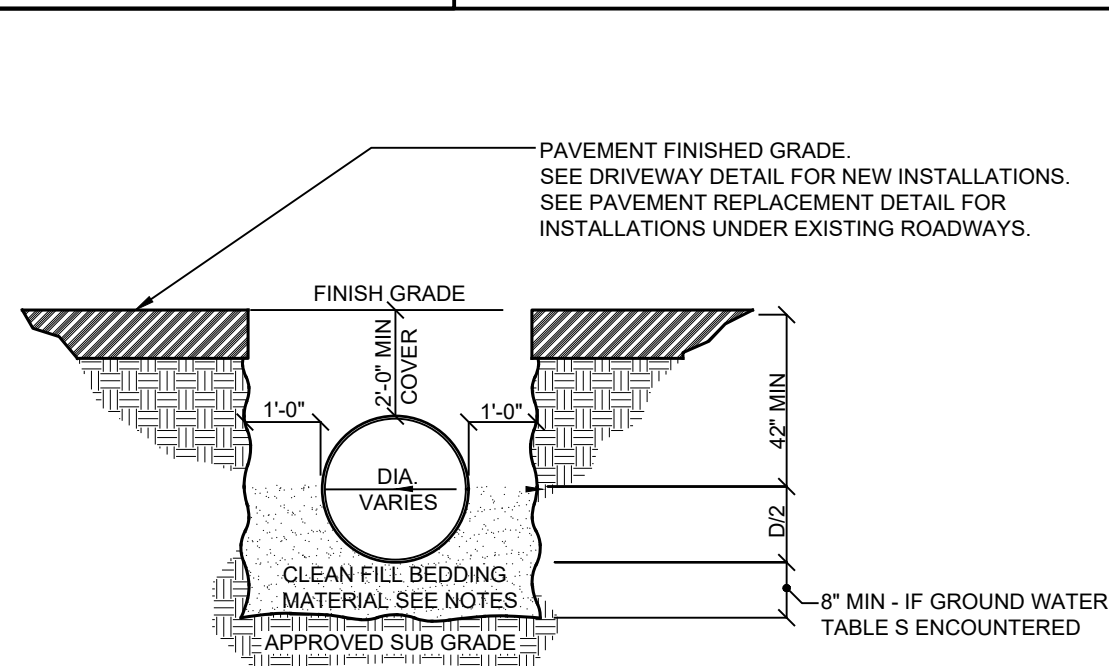 PAVEMENT FINISHED GRADE.
SEE DRIVEWAY DETAIL FOR NEW INSTALLATIONS.
SEE PAVEMENT REPLACEMENT DETAIL FOR
INSTALLATIONS UNDER EXISTING ROADWAYS.
FINISH GRADE
2'-0" MIN
COVER
1'-0"
1'-0"
42" MIN
DIA.
VARIES
D/2
CLEAN FILL BEDDING
MATERIAL SEE NOTES
8" MIN - IF GROUND WATER
TABLE S ENCOUNTERED
APPROVED SUB GRADE